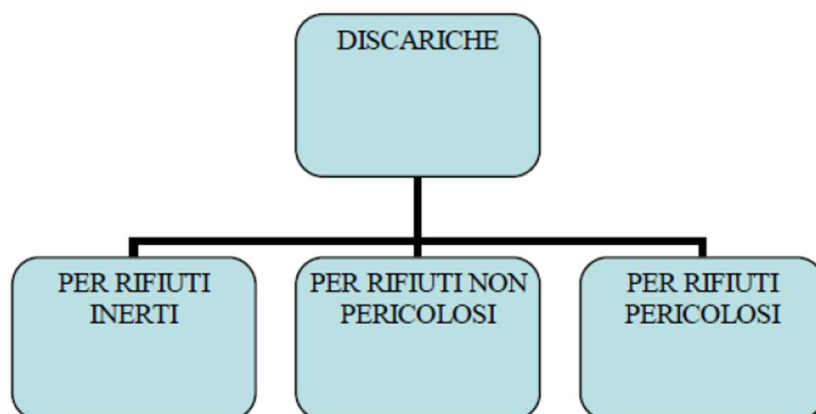 DISCARICHE
PER RIFIUTI
INERTI
PER RIFIUTI NON
PERICOLOSI
PER RIFIUTI
PERICOLOSI